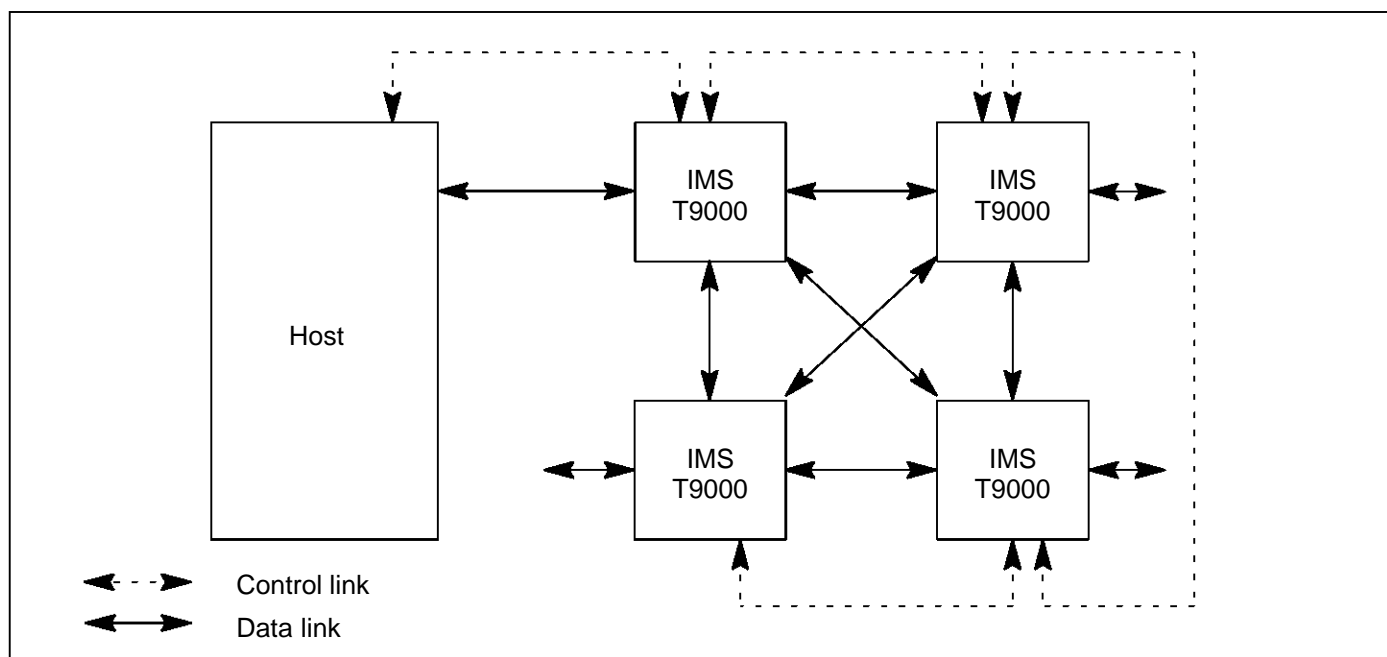 IMS
T9000
IMS
T9000
Host
IMS
T9000
IMS
T9000
Control link
Data link